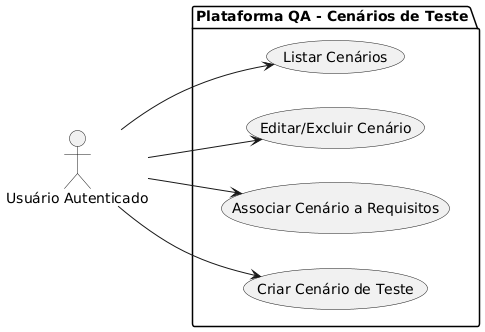 Plataforma QA - Cenários de Teste
Listar Cenários
Editar/Excluir Cenário
Usuário Autenticado
Associar Cenário a Requisitos
Criar Cenário de Teste